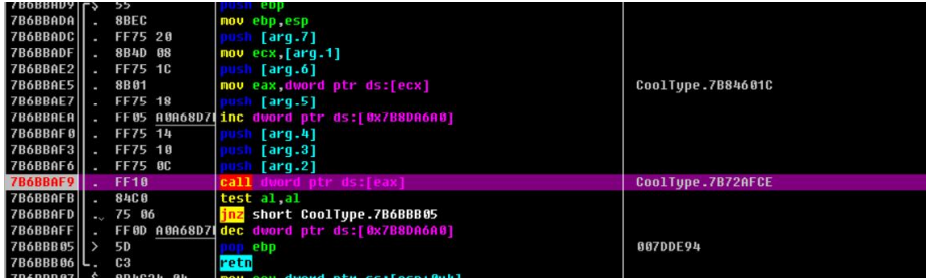 7B6BBAD9 $ 55 push ebp
7B6BBADA . 8BEC mov ebp,esp
7B6BBADC . FF75 20 push [arg.7]
7B6BBADF . 8B4D 08 mov ecx,[arg.1]
7B6BBAE2 . FF75 1C push [arg.6]
7B6BBAE5 . 8B01 mov eax,dword ptr ds:[ecx] CoolType.7B84601C
7B6BBAE7 . FF75 18 push [arg.5]
7B6BBAEA . FF05 A0A68D7 inc dword ptr ds:[0x7B8DA6A0]
7B6BBAF0 . FF75 14 push [arg.4]
7B6BBAF3 . FF75 10 push [arg.3]
7B6BBAF6 . FF75 0C push [arg.2]
7B6BBAF9 . FF10 call dword ptr ds:[eax] CoolType.7B72AFCE
7B6BBAFB . 84C0 test al,al
7B6BBAFD . 75 06 jnz short CoolType.7B6BBB05
7B6BBAFF . FF0D A0A68D7 dec dword ptr ds:[0x7B8DA6A0]
7B6BBB05 > 5D pop ebp 007DDE94
7B6BBB06 . C3 retn